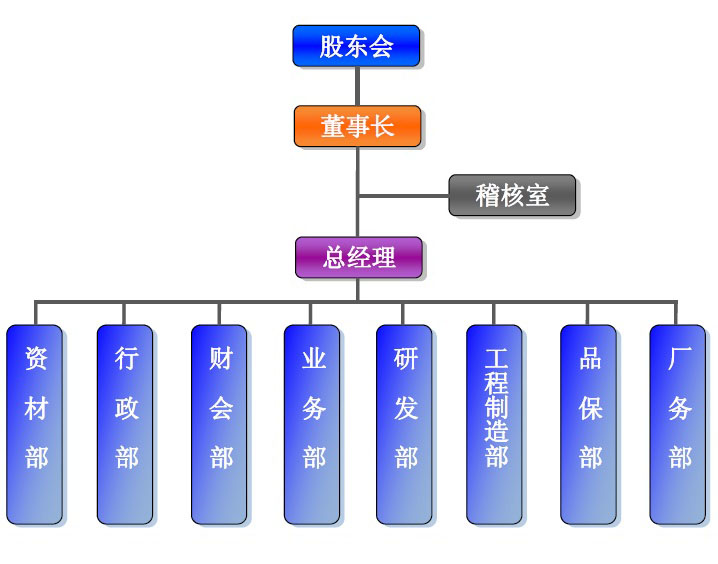 股东会
董事长
稽核室
总经理
资材部
行政部
财会部
业务部
研发部
工程制造部
品保部
厂务部